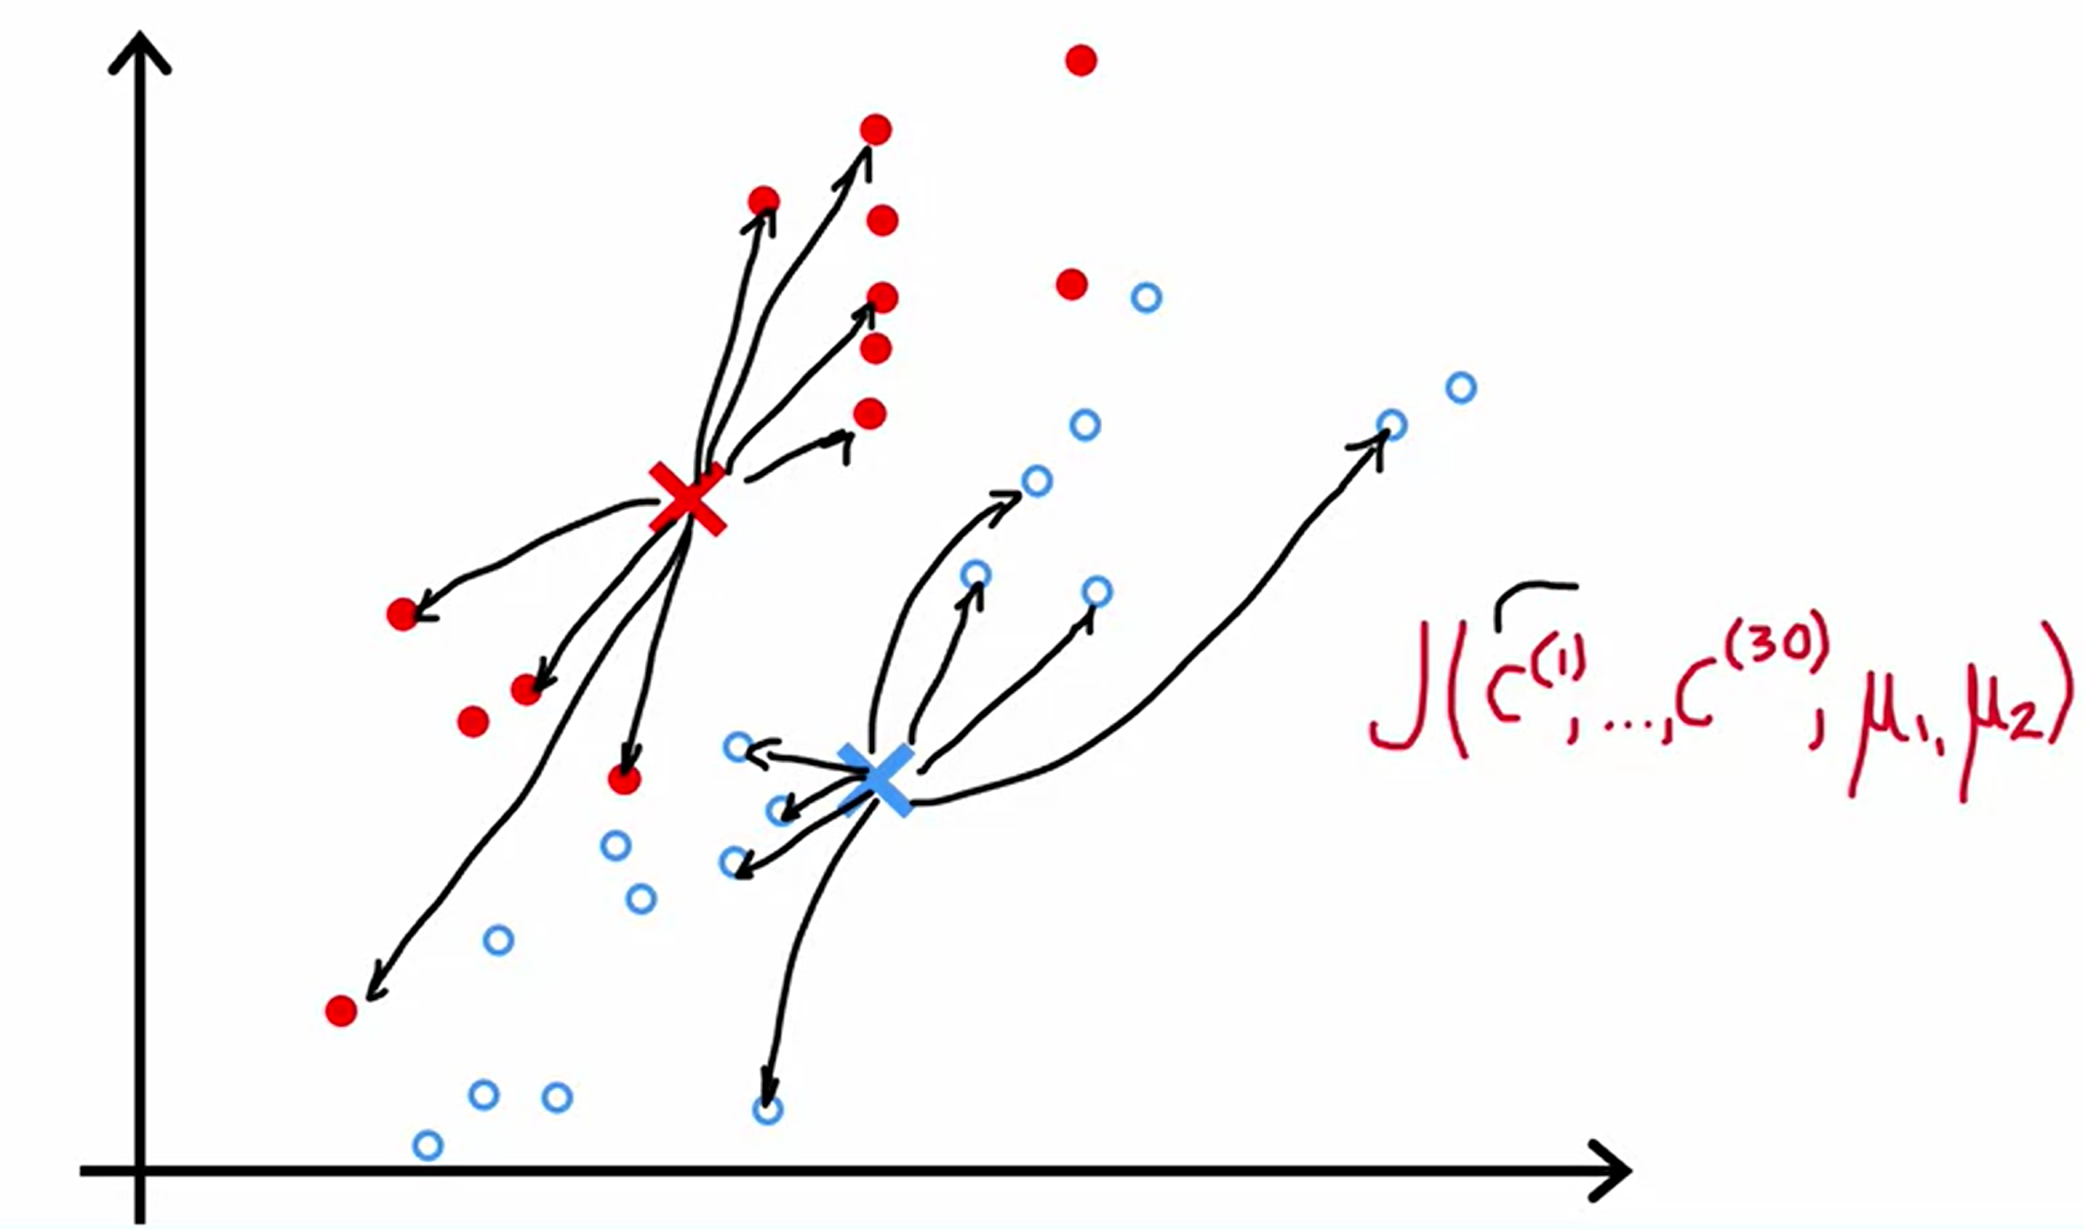 J(c⁽¹⁾, ..., c⁽³⁰⁾, μ₁, μ₂)